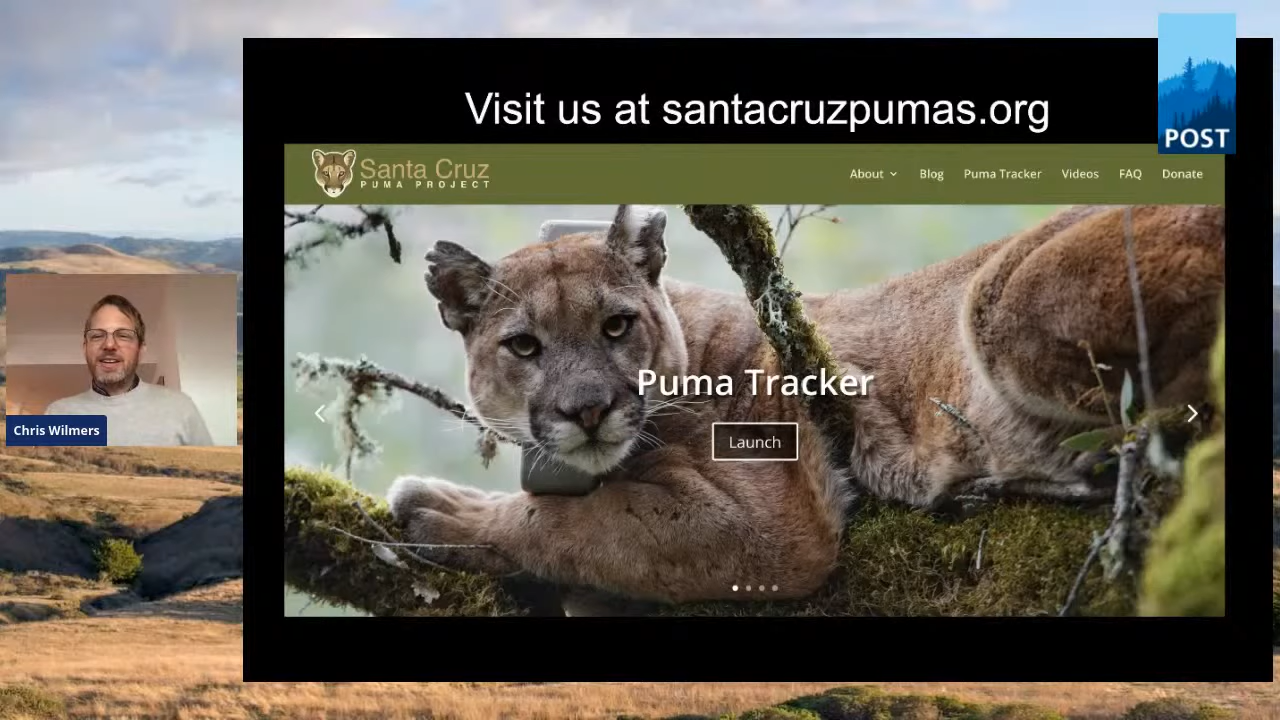 Visit us at santacruzpumas.org
POST
Santa Cruz
PUMA PROJECT
About Blog Puma Tracker Videos FAQ Donate
Puma Tracker
Launch
Chris Wilmers